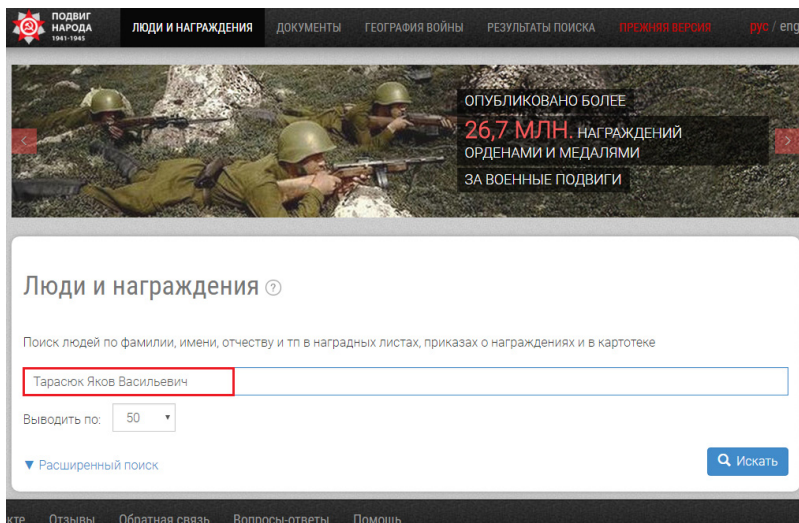 ПОДВИГ
НАРОДА
1941-1945
ЛЮДИ И НАГРАЖДЕНИЯ
ДОКУМЕНТЫ
ГЕОГРАФИЯ ВОЙНЫ
РЕЗУЛЬТАТЫ ПОИСКА
ПРЕЖНЯЯ ВЕРСИЯ
рус / eng
ОПУБЛИКОВАНО БОЛЕЕ
26,7 МЛН. НАГРАЖДЕНИЙ
ОРДЕНАМИ И МЕДАЛЯМИ
ЗА ВОЕННЫЕ ПОДВИГИ
Люди и награждения ?
Поиск людей по фамилии, имени, отчеству и тп в наградных листах, приказах о награждениях и в картотеке
Тарасюк Яков Васильевич
Выводить по: 50
▼ Расширенный поиск
Искать
кте Отзывы Обратная связь Вопросы-ответы Помощь